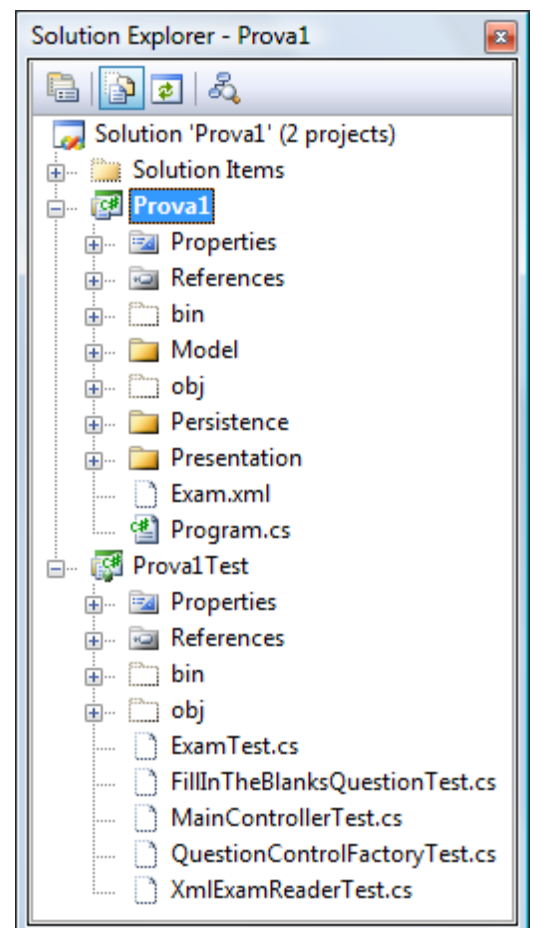 Solution Explorer - Prova1
Solution 'Prova1' (2 projects)
Solution Items
Prova1
Properties
References
bin
Model
obj
Persistence
Presentation
Exam.xml
Program.cs
Prova1Test
Properties
References
bin
obj
ExamTest.cs
FillInTheBlanksQuestionTest.cs
MainControllerTest.cs
QuestionControlFactoryTest.cs
XmlExamReaderTest.cs